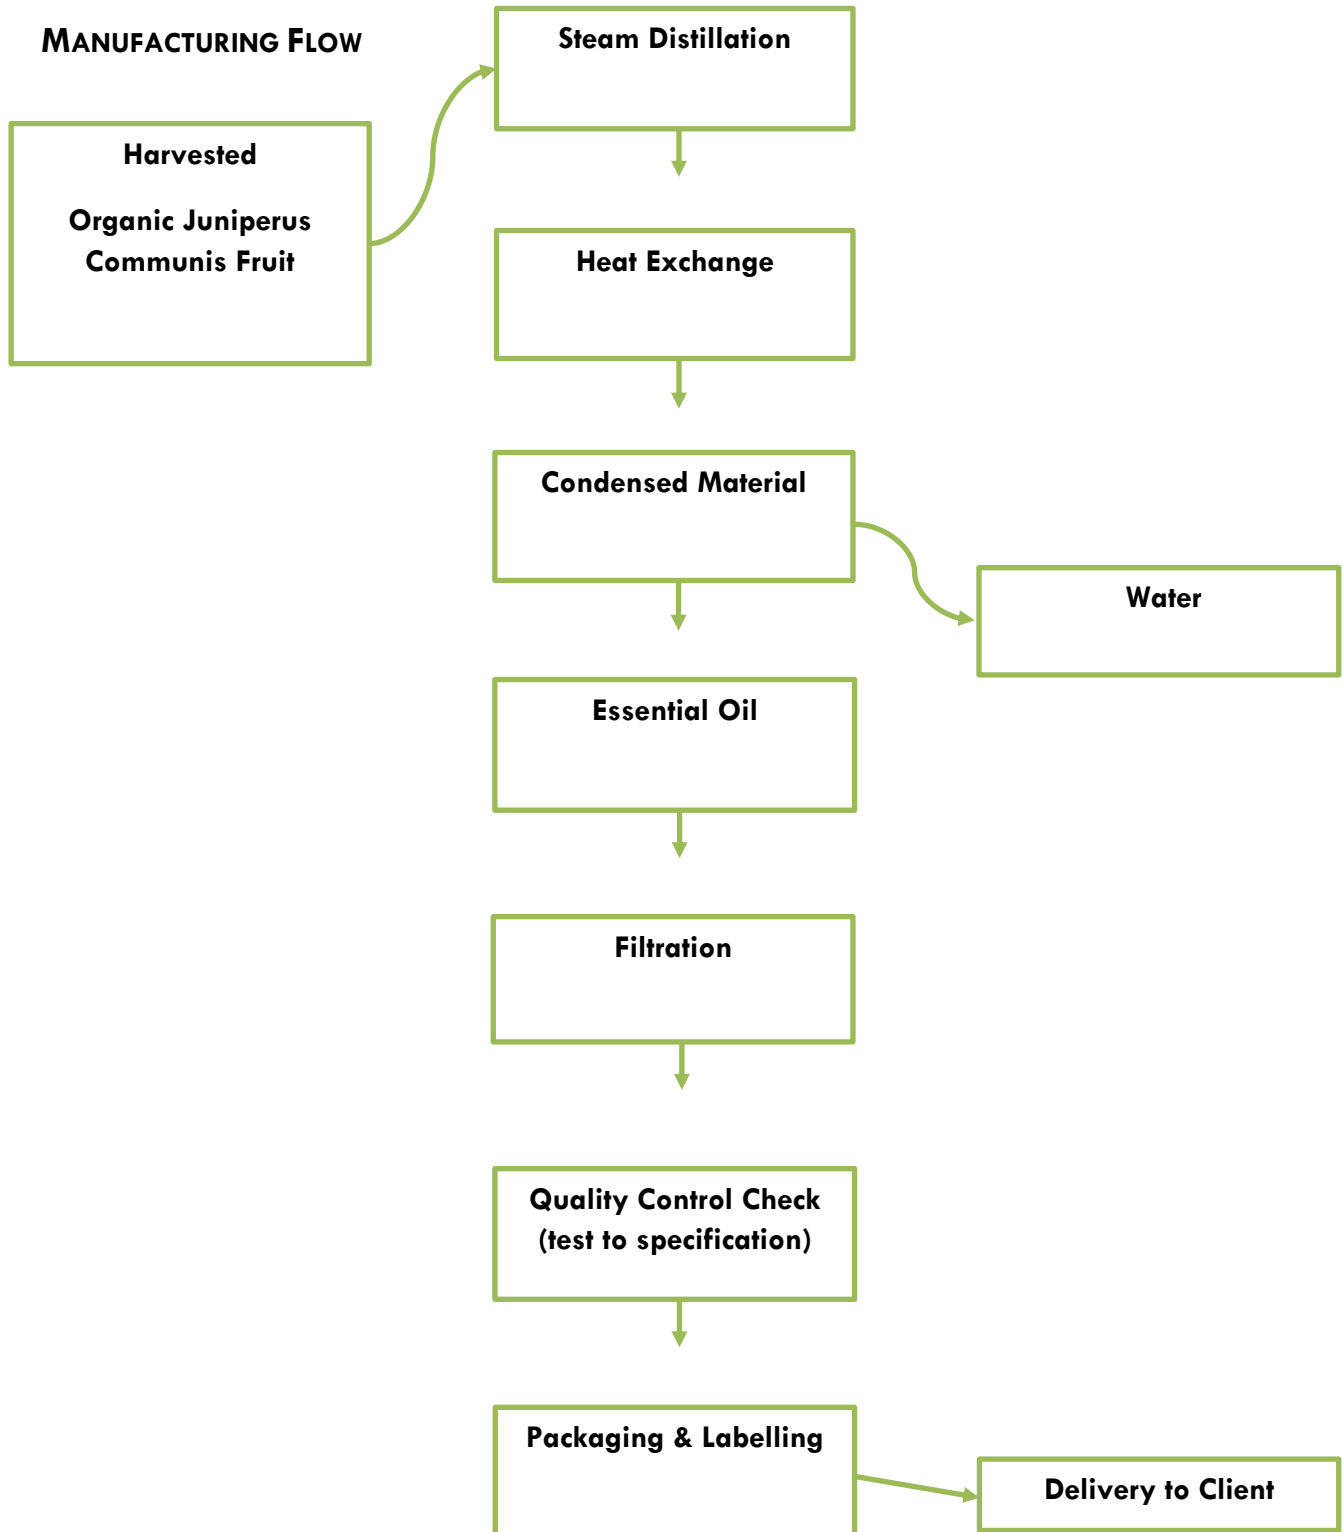 MANUFACTURING FLOW
Harvested
Organic Juniperus
Communis Fruit
Steam Distillation
Heat Exchange
Condensed Material
Water
Essential Oil
Filtration
Quality Control Check
(test to specification)
Packaging & Labelling
Delivery to Client